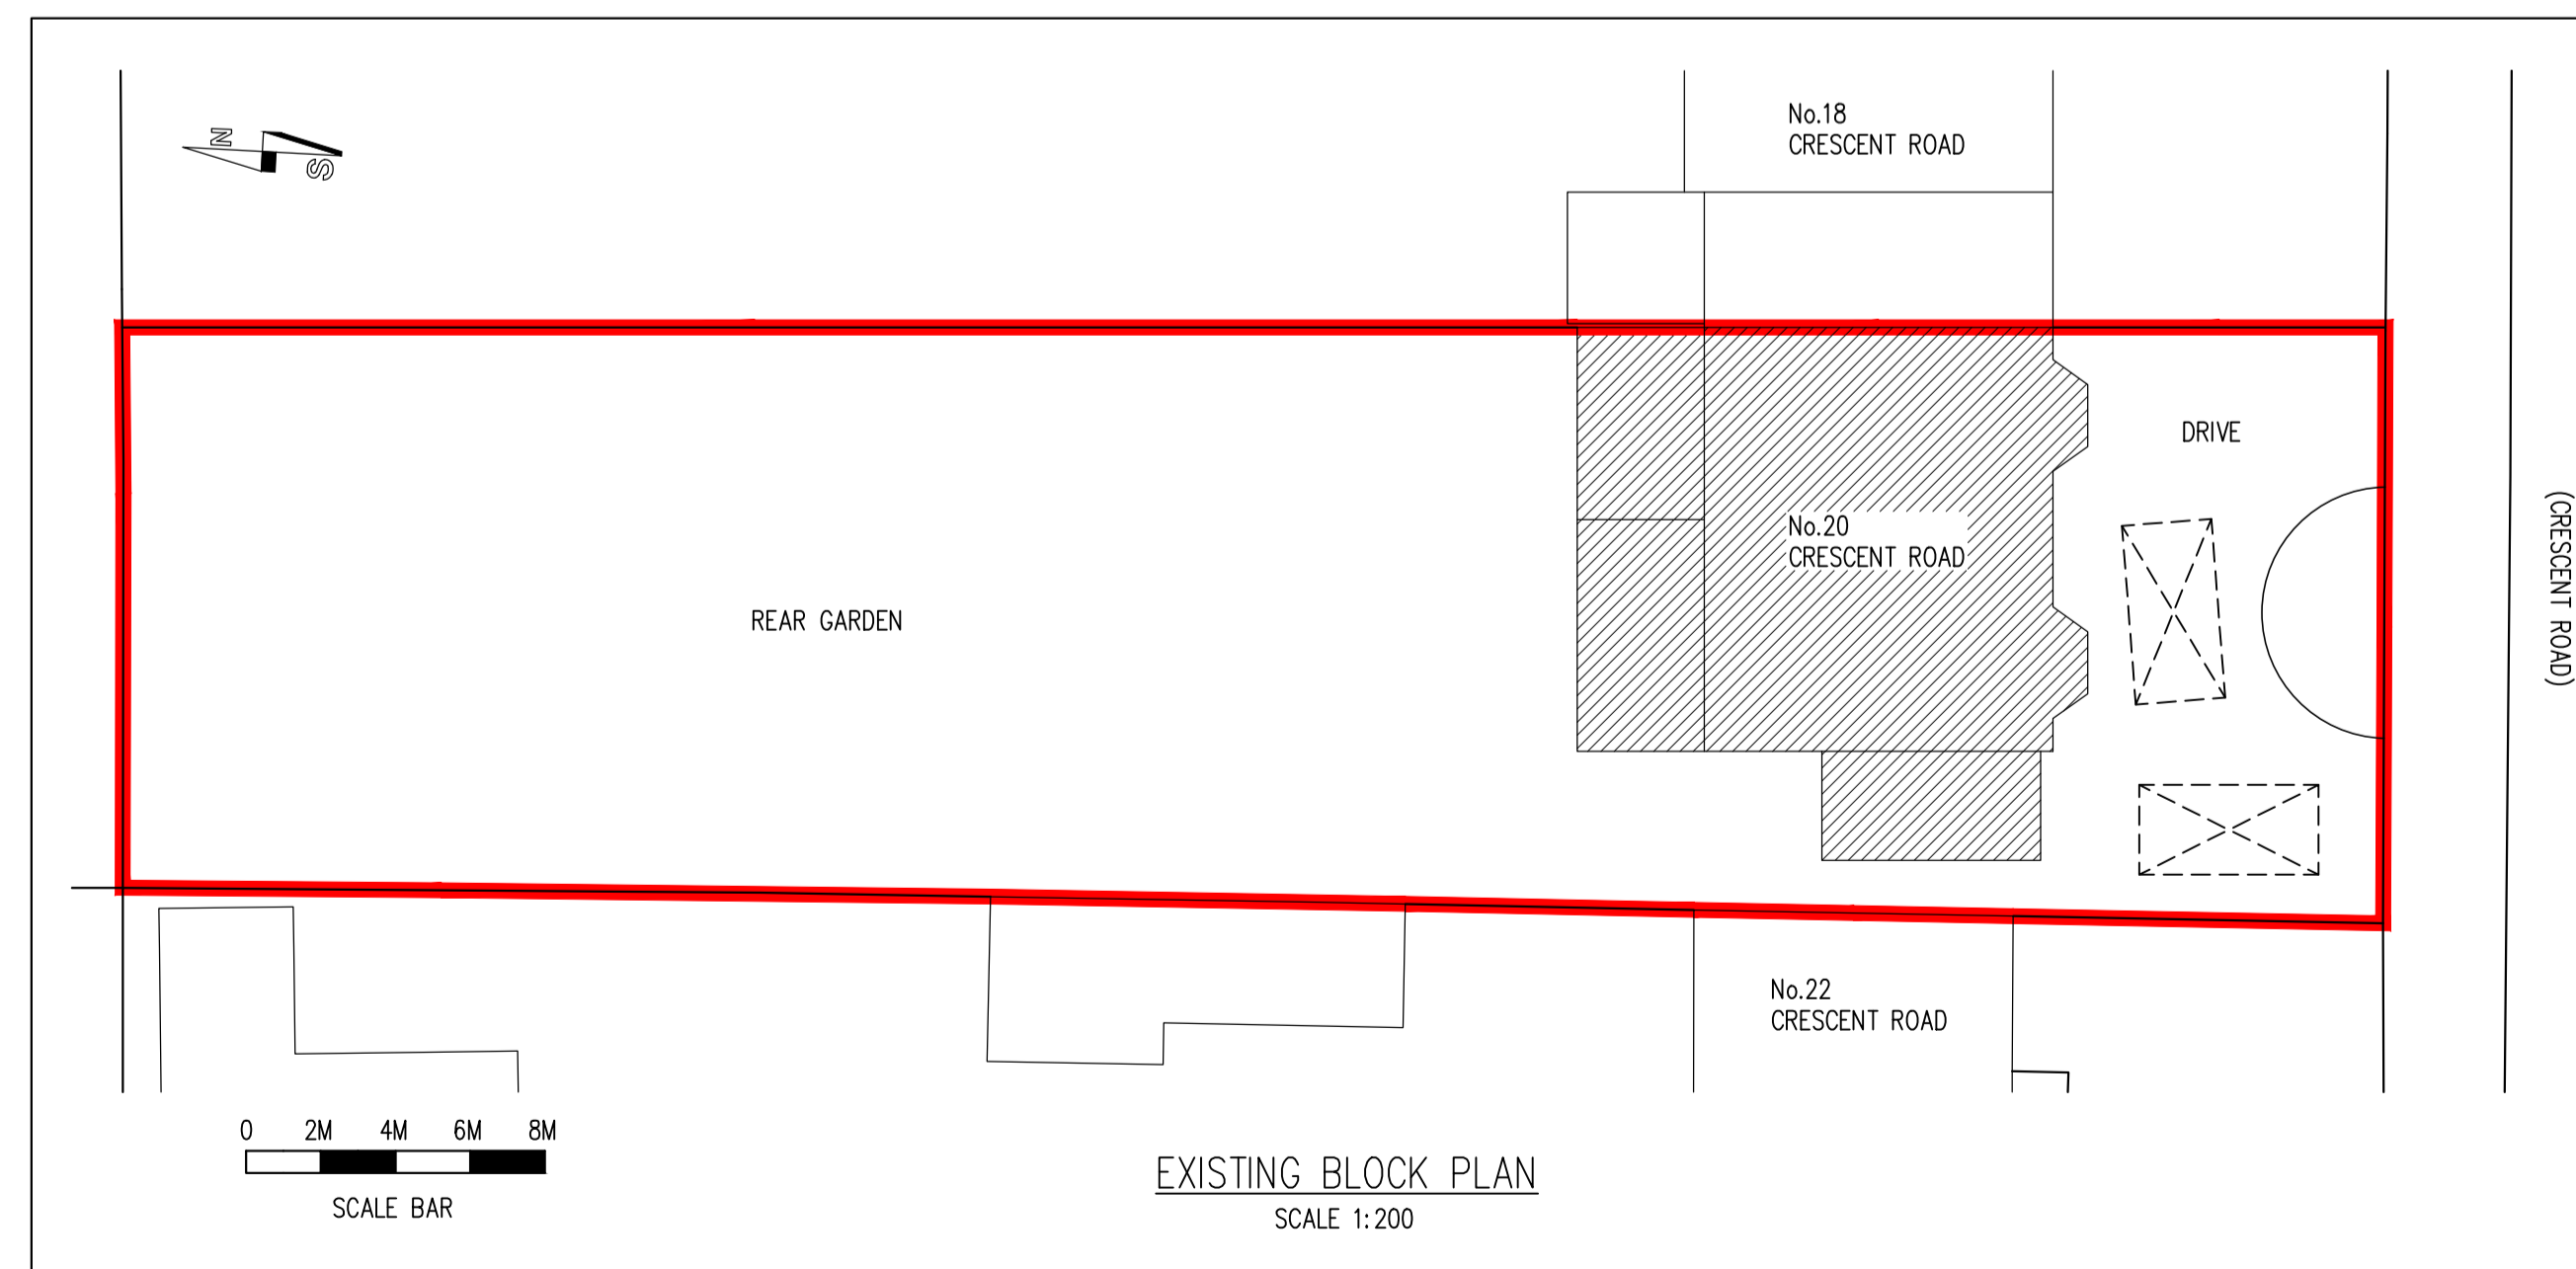 N
S
No.18
CRESCENT ROAD
DRIVE
No.20
CRESCENT ROAD
(CRESCENT ROAD)
REAR GARDEN
No.22
CRESCENT ROAD
0 2M 4M 6M 8M
SCALE BAR
EXISTING BLOCK PLAN
SCALE 1:200